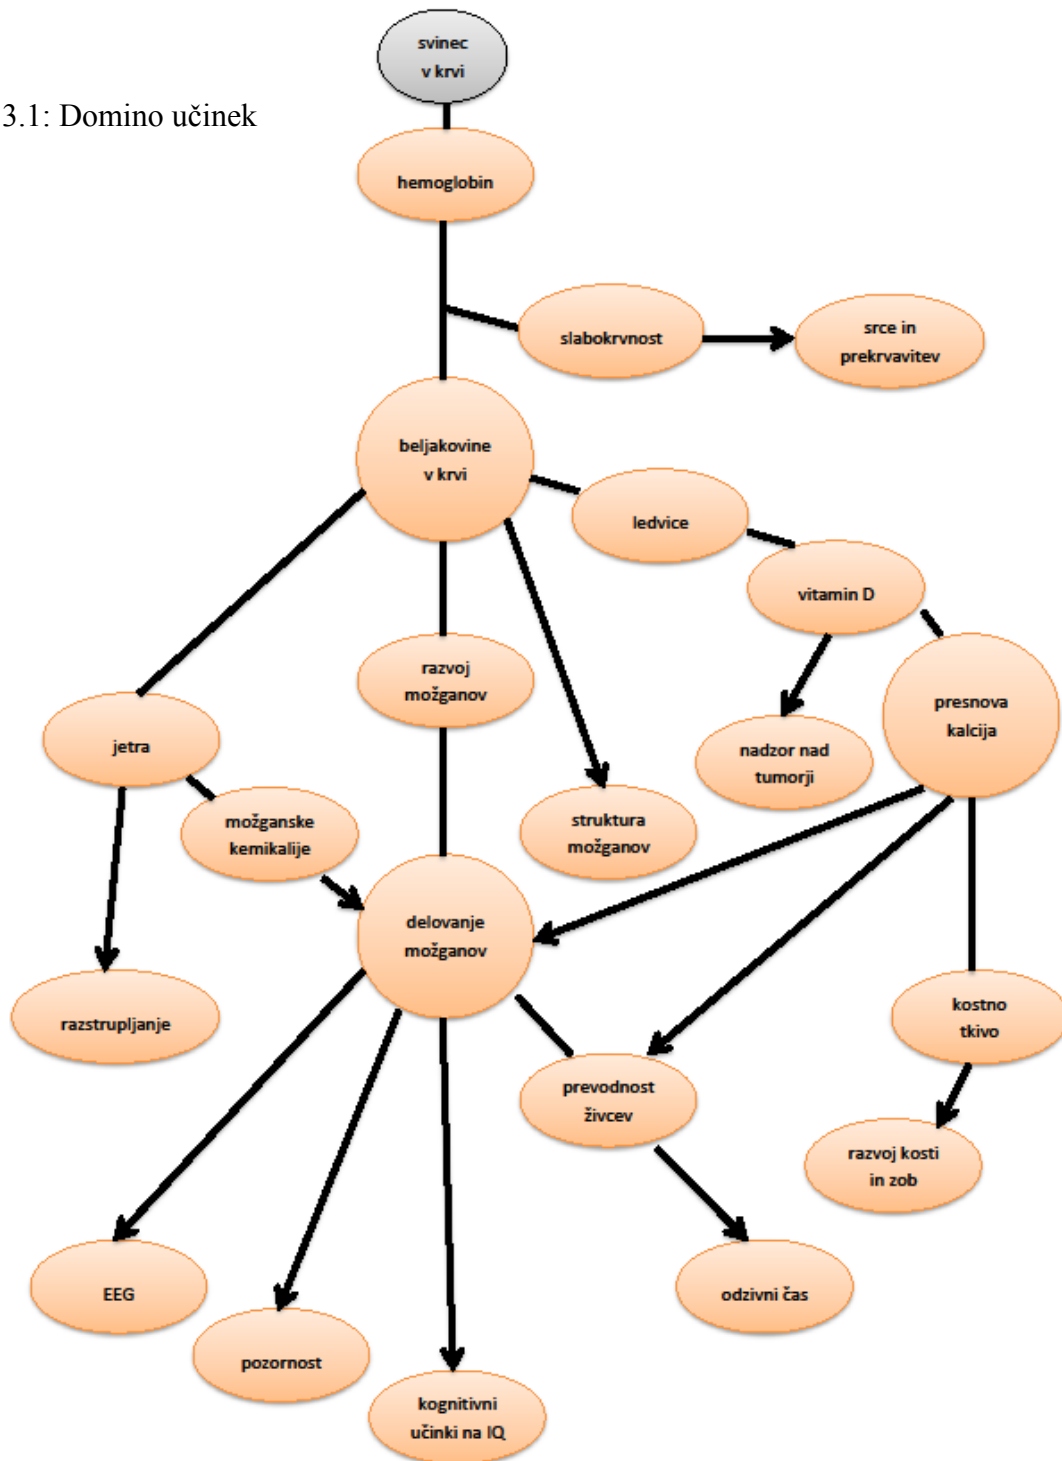 svinec
v krvi
3.1: Domino učinek
hemoglobin
slabokrvnost
srce in
prekrvavitev
beljakovine
v krvi
ledvice
vitamin D
razvoj
možganov
presnova
kalcija
jetra
nadzor nad
tumorji
možganske
kemikalije
struktura
možganov
delovanje
možganov
razstrupljanje
kostno
tkivo
prevodnost
živcev
razvoj kosti
in zob
EEG
odzivni čas
pozornost
kognitivni
učinki na IQ